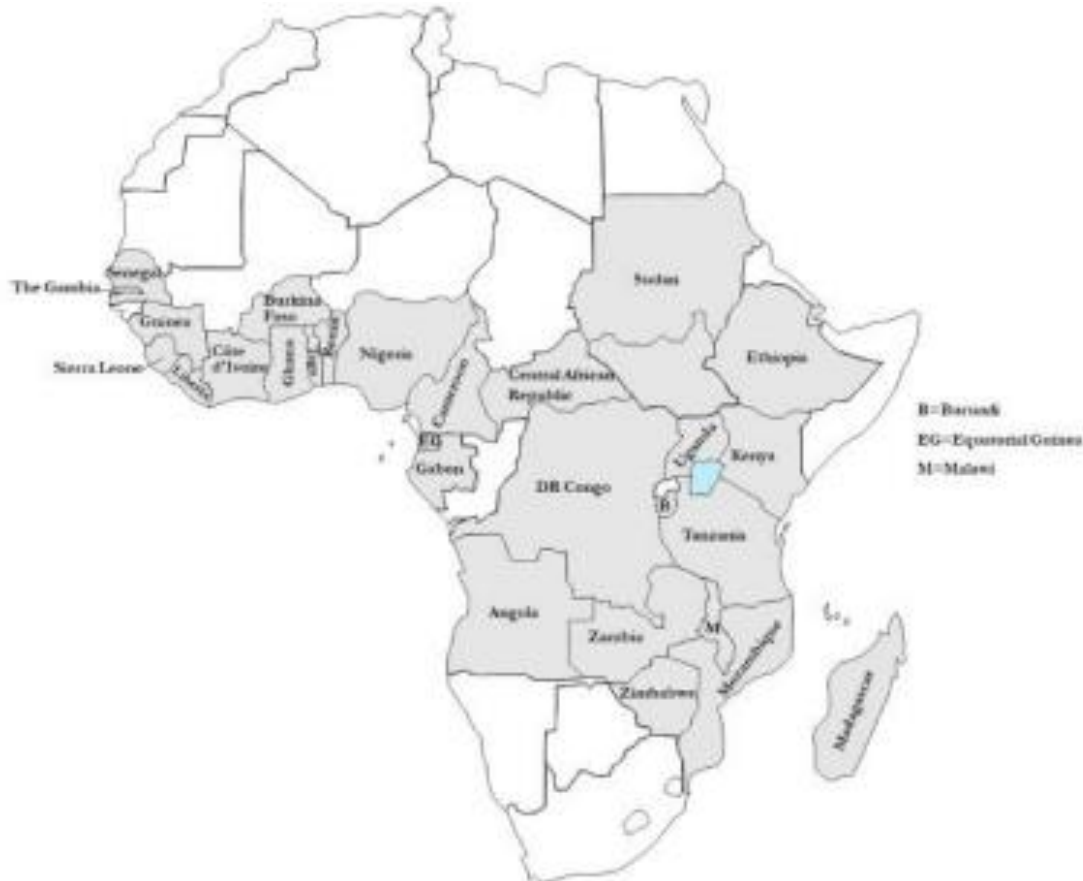 Senegal
The Gambia
Guinea
Sierra Leone
Liberia
Côte
d'Ivoire
Burkina
Faso
Ghana
Togo
Benin
Nigeria
Cameroon
EG
Gabon
Central African
Republic
Sudan
Ethiopia
Uganda
Kenya
DR Congo
B
Tanzania
Angola
Zambia
M
Mozambique
Zimbabwe
Madagascar
B=Burundi
EG=Equatorial Guinea
M=Malawi